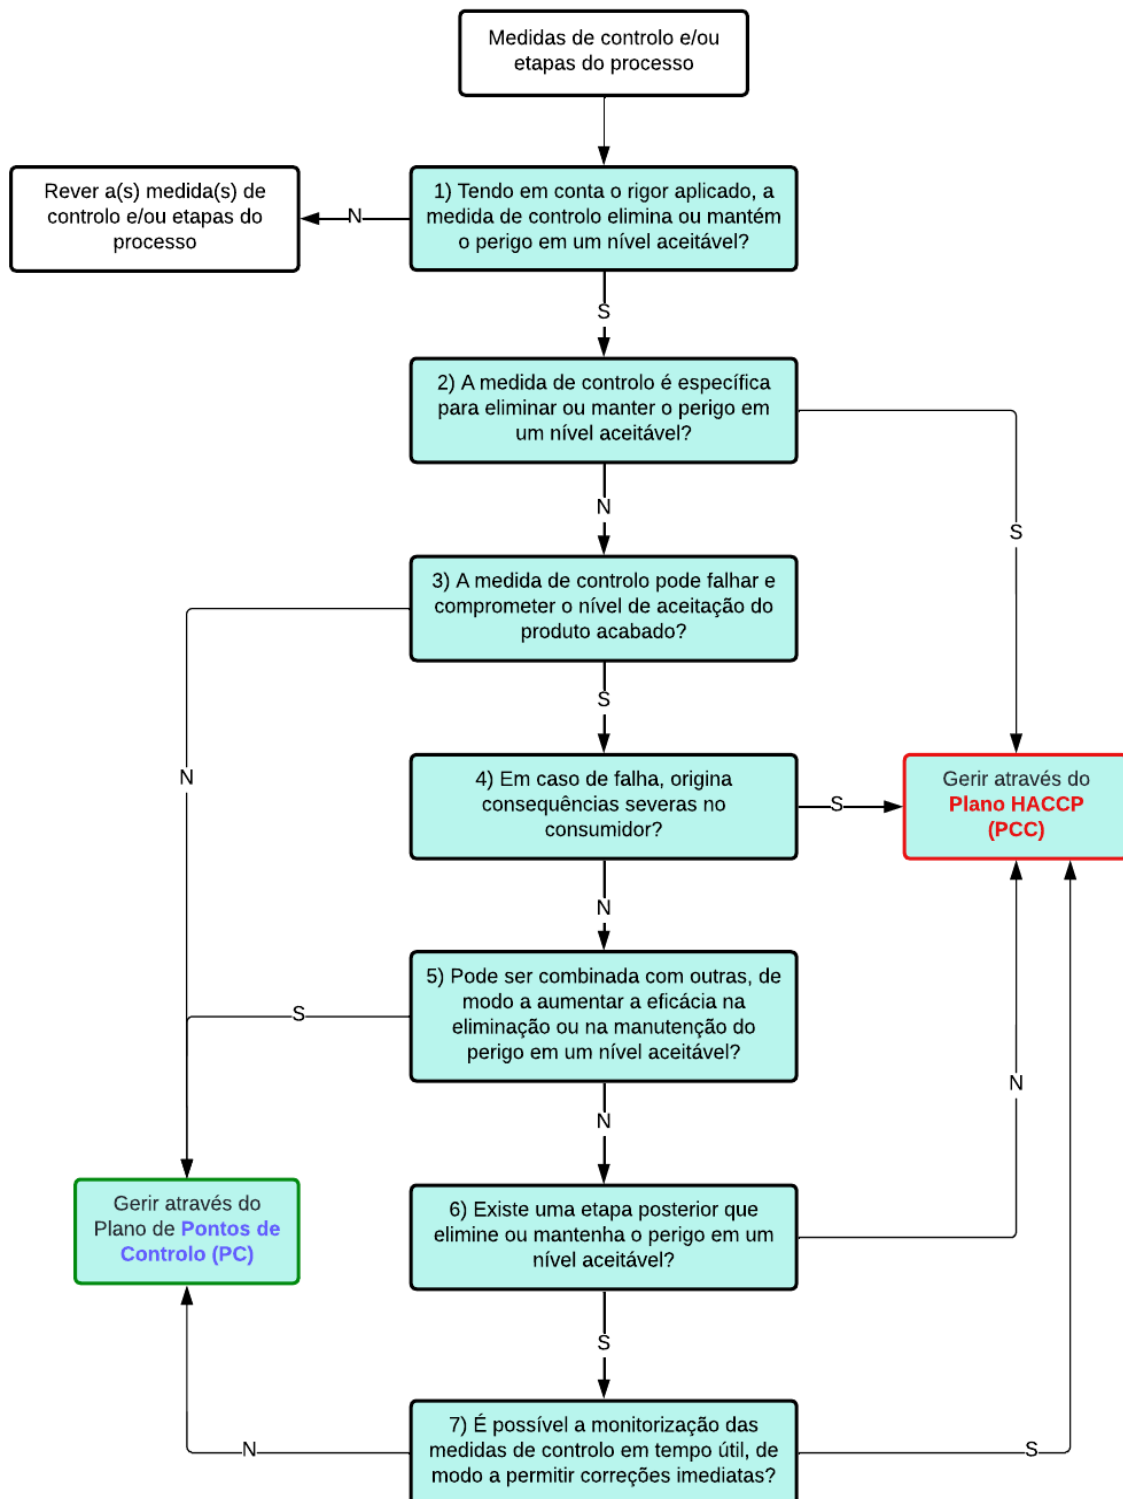 Medidas de controlo e/ou
etapas do processo
Rever a(s) medida(s) de
controlo e/ou etapas do
processo
N
1) Tendo em conta o rigor aplicado, a
medida de controlo elimina ou mantém
o perigo em um nível aceitável?
S
2) A medida de controlo é específica
para eliminar ou manter o perigo em
um nível aceitável?
N
S
3) A medida de controlo pode falhar e
comprometer o nível de aceitação do
produto acabado?
S
N
4) Em caso de falha, origina
consequências severas no
consumidor?
S
Gerir através do
Plano HACCP
(PCC)
N
5) Pode ser combinada com outras, de
modo a aumentar a eficácia na
eliminação ou na manutenção do
perigo em um nível aceitável?
S
N
N
Gerir através do
Plano de Pontos de
Controlo (PC)
6) Existe uma etapa posterior que
elimine ou mantenha o perigo em um
nível aceitável?
S
7) É possível a monitorização das
medidas de controlo em tempo útil, de
modo a permitir correções imediatas?
N
S